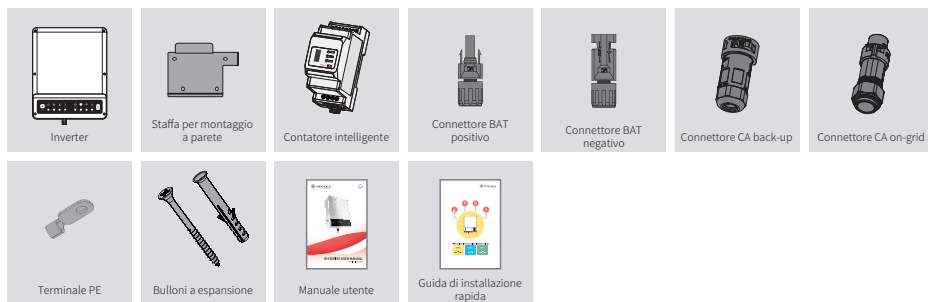 Inverter
Staffa per montaggio
a parete
Contatore intelligente
Connettore BAT
positivo
Connettore BAT
negativo
Connettore CA back-up
Connettore CA on-grid
Terminale PE
Bulloni a espansione
Manuale utente
Guida di installazione
rapida